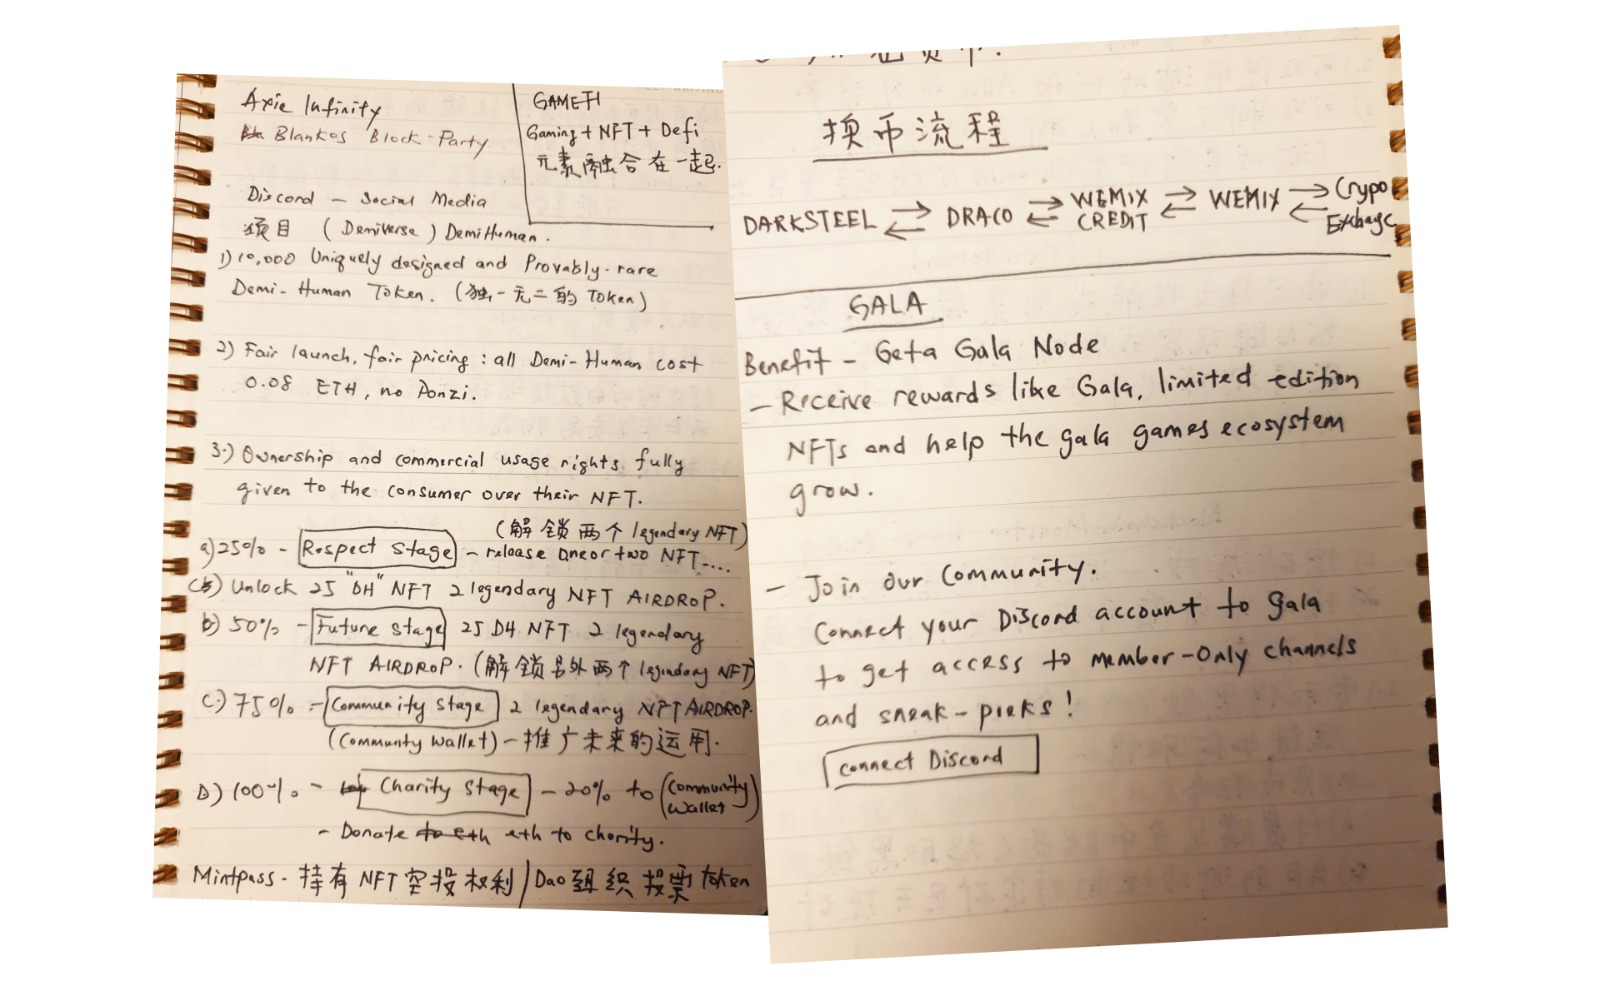 Axie Infinity
Blankos Block-Party
GAMEFI
Gaming + NFT + Defi
元素融合在一起.
Discord - Social Media
项目 (Demiverse) DemiHuman.
1) 10,000 Uniquely designed and Provably-rare
Demi-Human Token. (独一无二的 Token)
2) Fair launch, fair pricing : all Demi-Human cost
0.08 ETH, no Ponzi.
3) Ownership and commercial usage rights fully
given to the consumer over their NFT.
(解锁两个 legendary NFT)
a) 25% - Respect Stage - release one or two NFT....
Unlock 25 "DH" NFT 2 legendary NFT AIRDROP.
b) 50% - Future Stage 25 DH NFT 2 legendary
NFT AIRDROP. (解锁另外两个 legendary NFT)
C.) 75% - Community Stage 2 legendary NFT AIRDROP.
(Communty Wallet) - 推广未来的运用.
D) 100% - Charity Stage - 20% to (Community Wallet)
- Donate to eth eth to charity.
Mintpass - 持有 NFT 空投权利 / Dao 组织投票 token
换币流程
DARKSTEEL ⇄ DRACO ⇄ WEMIX CREDIT ⇄ WEMIX ⇄ Crypo Exchage
GALA
Benefit - Get a Gala Node
- Receive rewards like Gala, limited edition
NFTs and help the gala games ecosystem
grow.
- Join our Community.
Connect your Discord account to Gala
to get access to member-Only channels
and sneak-pieks!
connect Discord